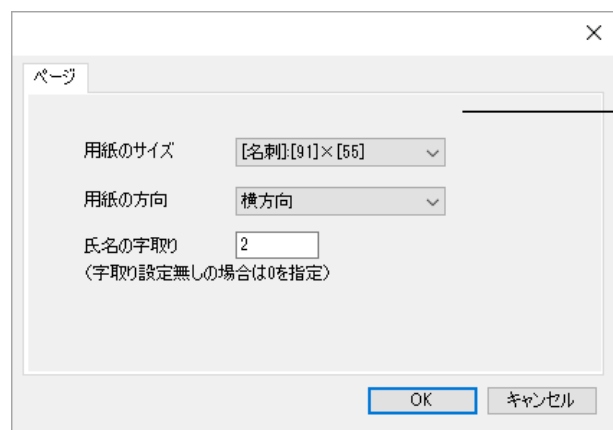 ページ
用紙のサイズ
[名刺]:[91]×[55]
用紙の方向
横方向
氏名の字取り
2
(字取り設定無しの場合は0を指定)
OK
キャンセル